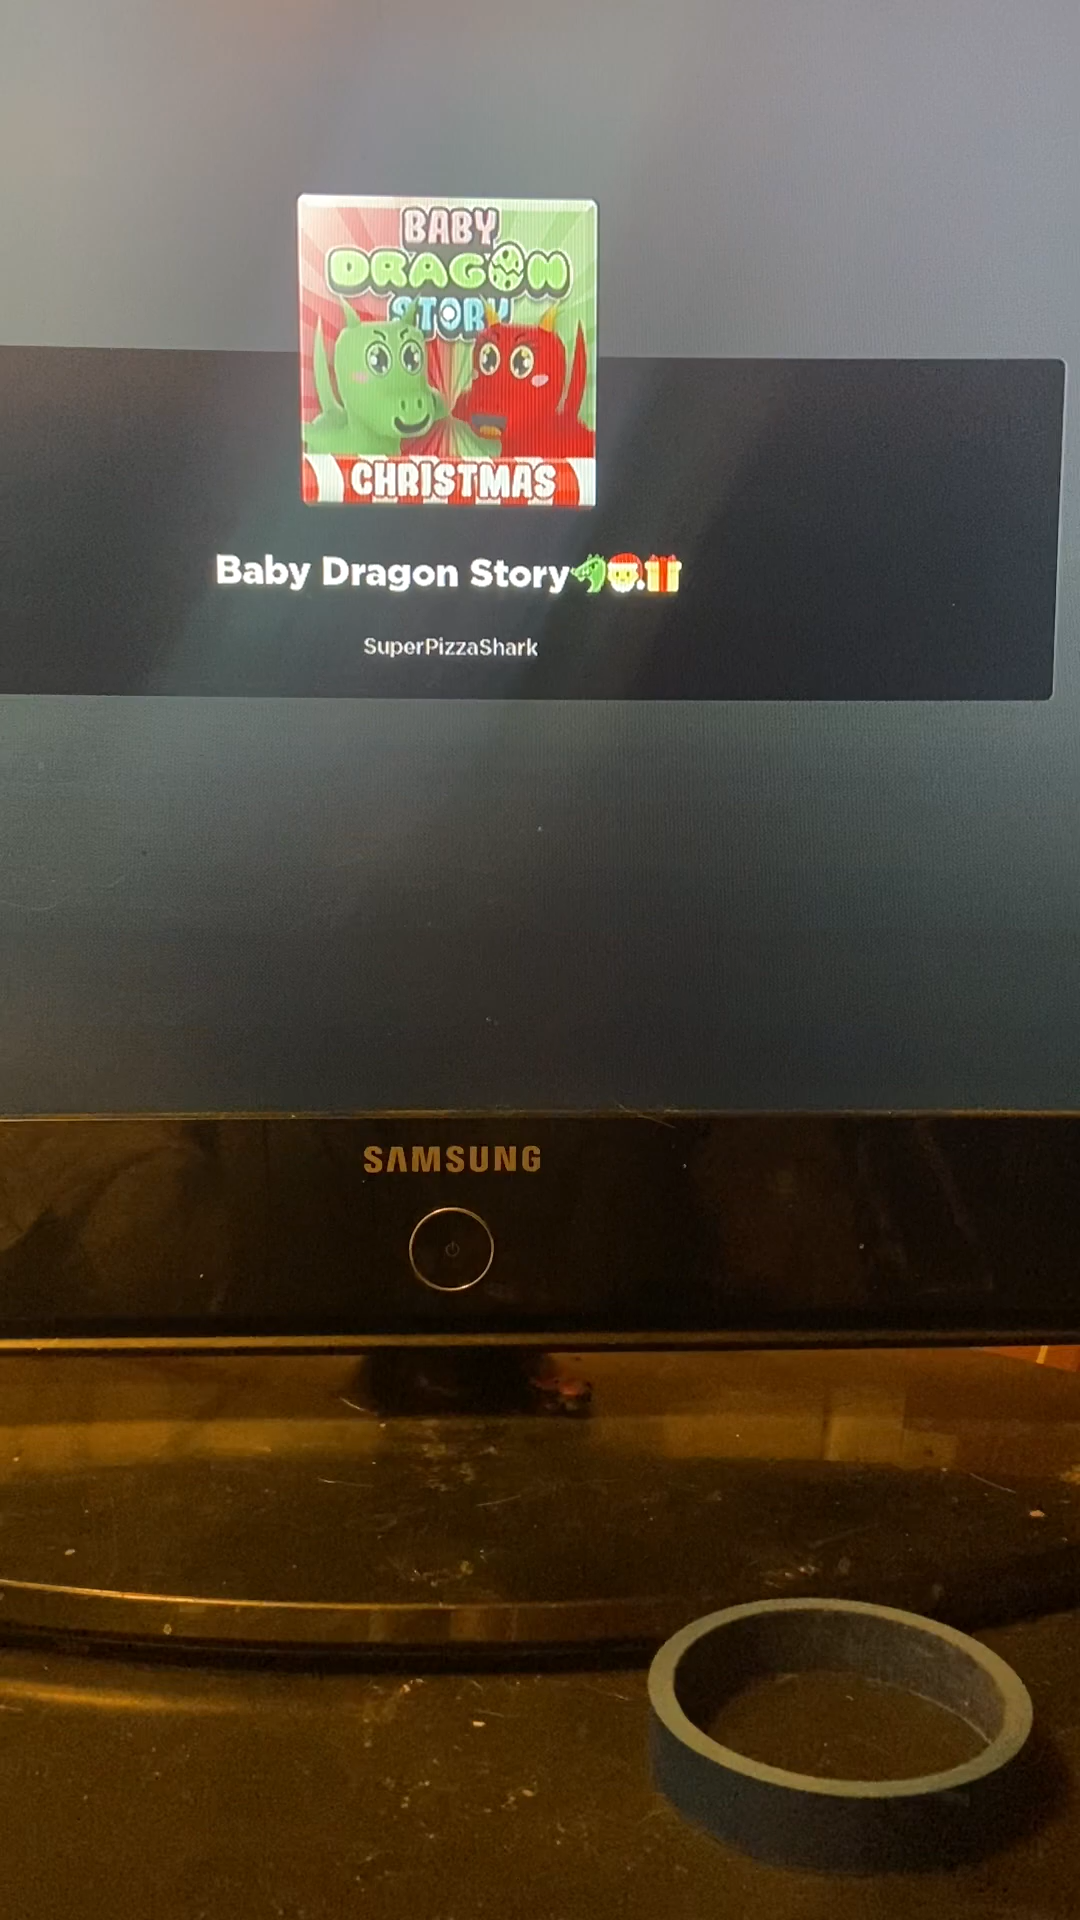 BABY
DRAGON
STORY
CHRISTMAS
Baby Dragon Story🐲🎅🎁
SuperPizzaShark
SAMSUNG